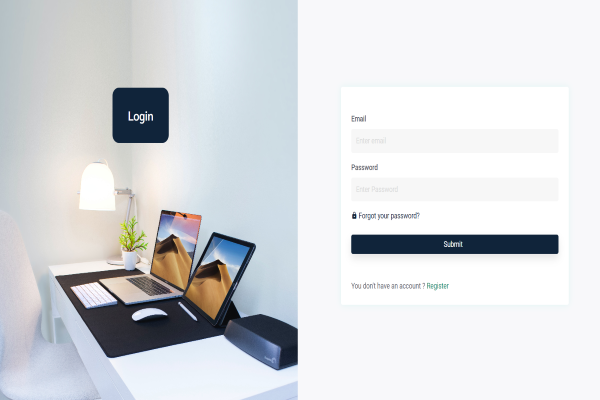 Login
Email
Enter email
Password
Enter Password
Forgot your password?
Submit
You don't have an account ? Register